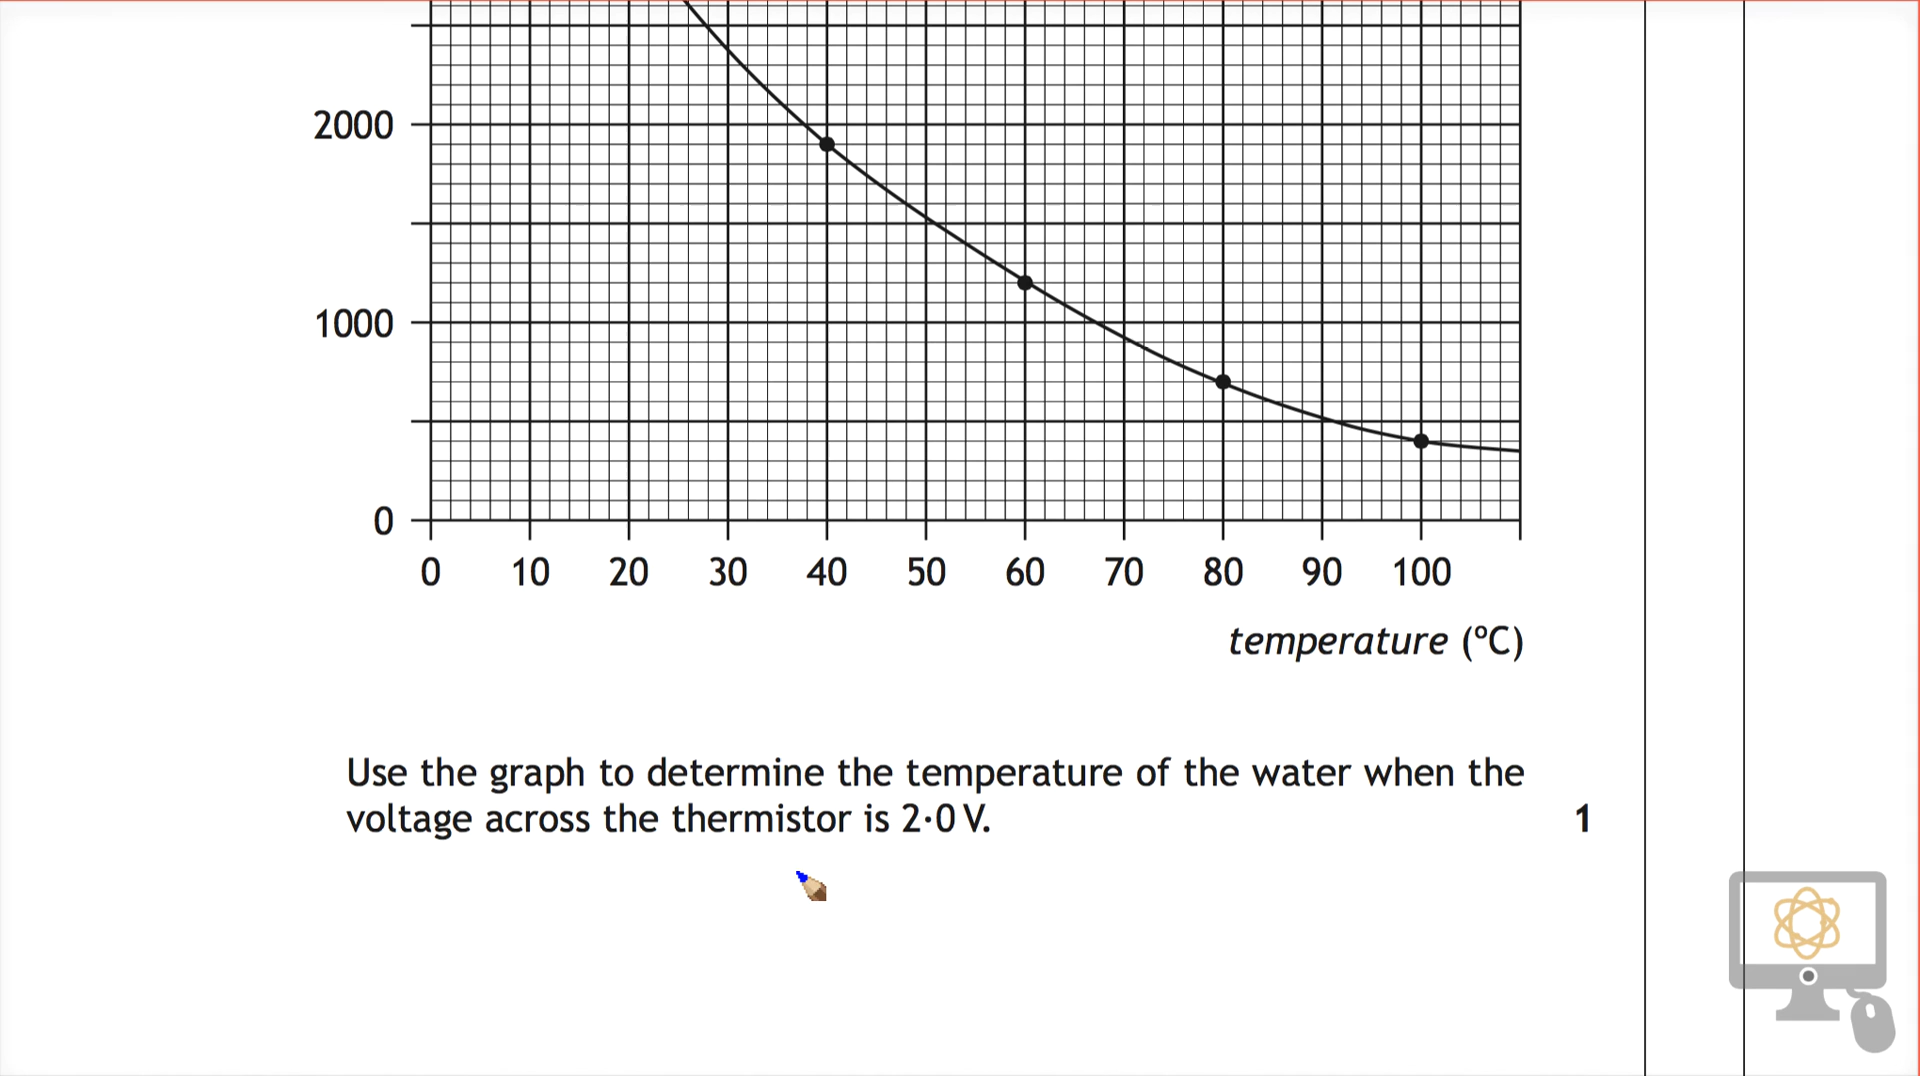 2000
1000
0
0 10 20 30 40 50 60 70 80 90 100
temperature (°C)
Use the graph to determine the temperature of the water when the
voltage across the thermistor is 2·0 V.
1